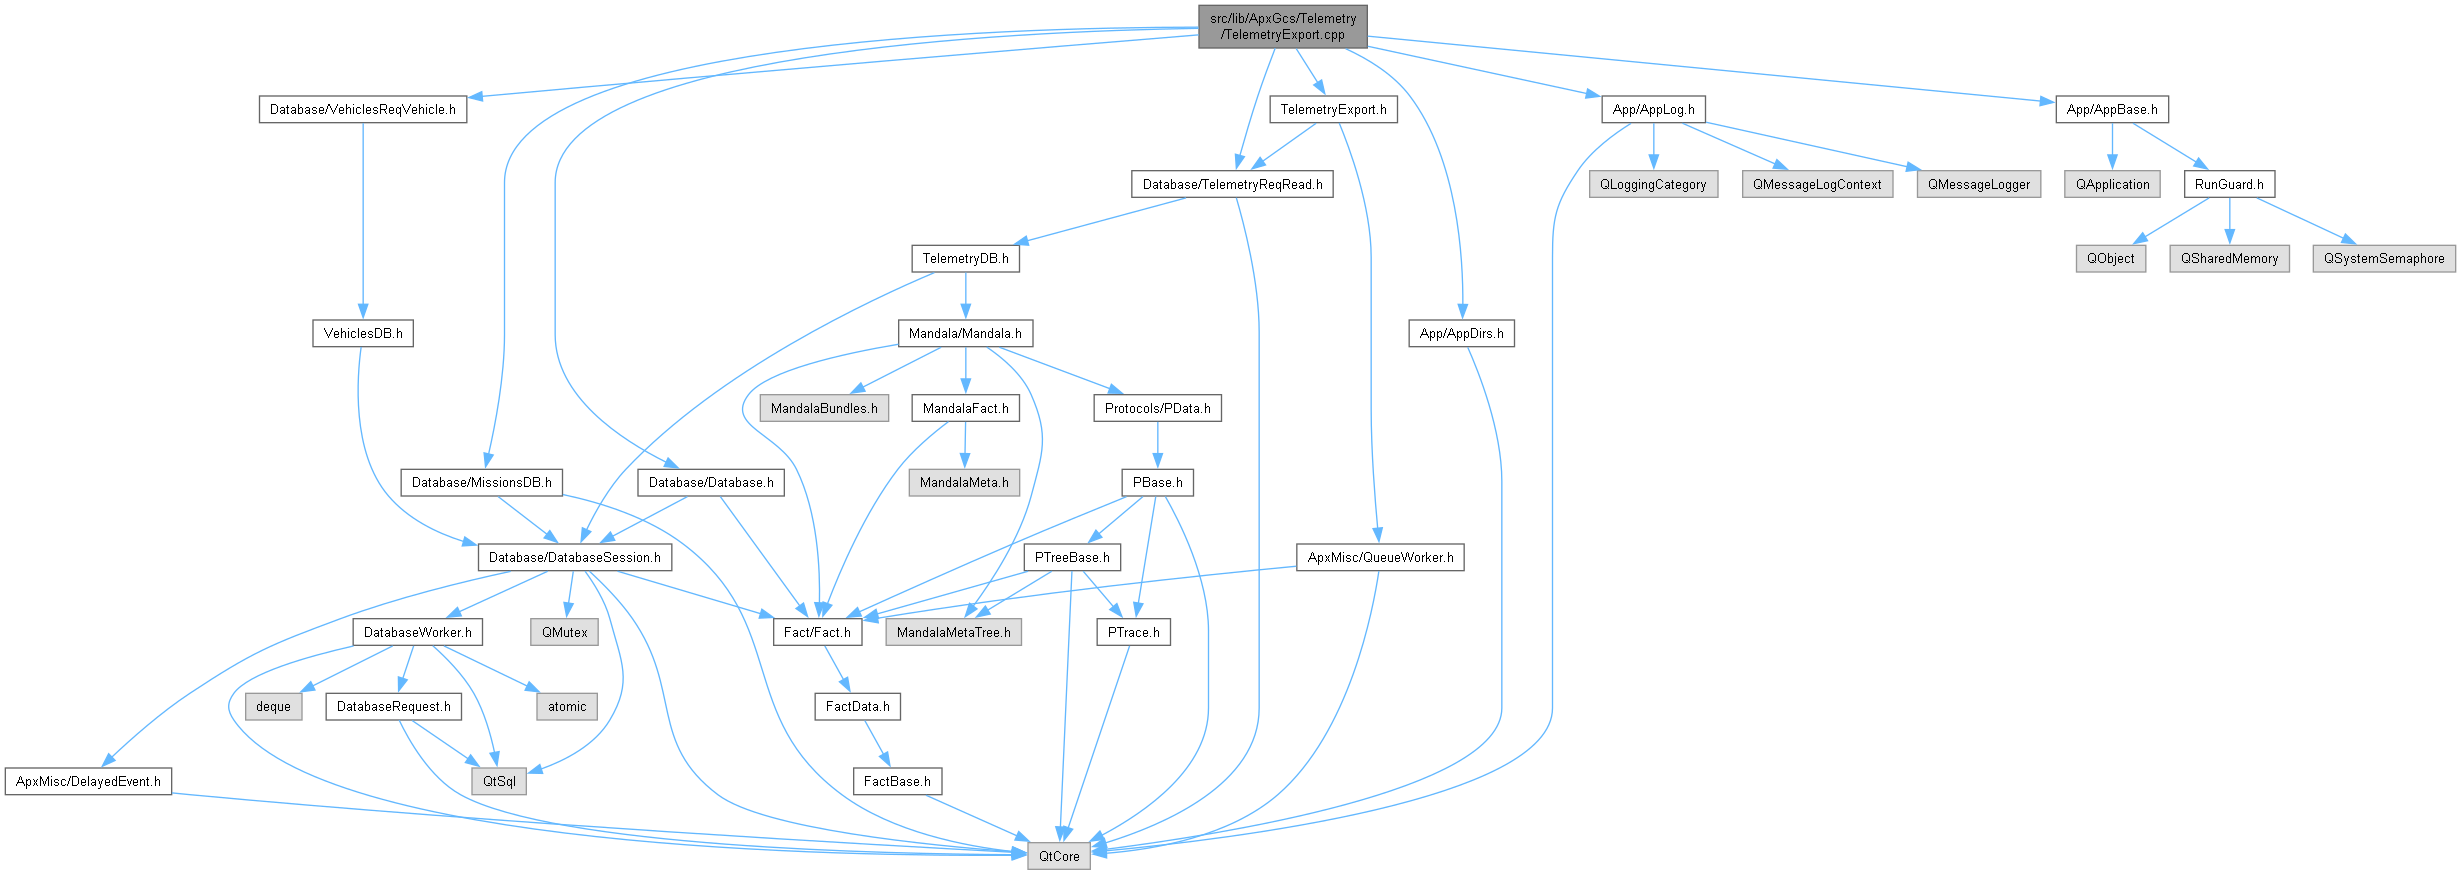 src/lib/ApxGcs/Telemetry
/TelemetryExport.cpp
Database/VehiclesReqVehicle.h
TelemetryExport.h
App/AppLog.h
App/AppBase.h
Database/TelemetryReqRead.h
QLoggingCategory
QMessageLogContext
QMessageLogger
QApplication
RunGuard.h
TelemetryDB.h
QObject
QSharedMemory
QSystemSemaphore
VehiclesDB.h
Mandala/Mandala.h
App/AppDirs.h
MandalaBundles.h
MandalaFact.h
Protocols/PData.h
Database/MissionsDB.h
Database/Database.h
MandalaMeta.h
PBase.h
Database/DatabaseSession.h
PTreeBase.h
ApxMisc/QueueWorker.h
DatabaseWorker.h
QMutex
Fact/Fact.h
MandalaMetaTree.h
PTrace.h
deque
DatabaseRequest.h
atomic
FactData.h
ApxMisc/DelayedEvent.h
QtSql
FactBase.h
QtCore